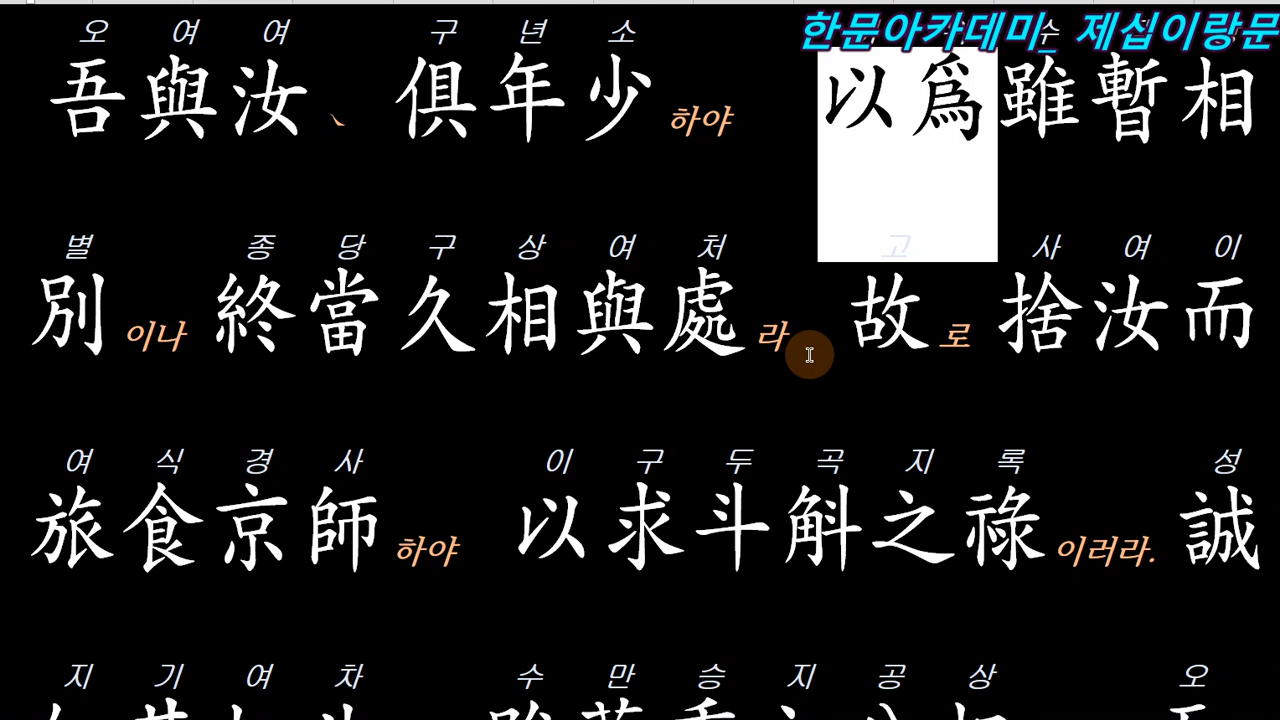 한문아카데미_ 제십이랑문
오 여 여 구 년 소
吾與汝、 俱年少하야 以爲雖暫相
별 종 당 구 상 여 처 고 사 여 이
別이나 終當久相與處라 故로 捨汝而
여 식 경 사 이 구 두 곡 지 록 성
旅食京師하야 以求斗斛之祿이러라. 誠
지 기 여 차 수 만 승 지 공 상 오